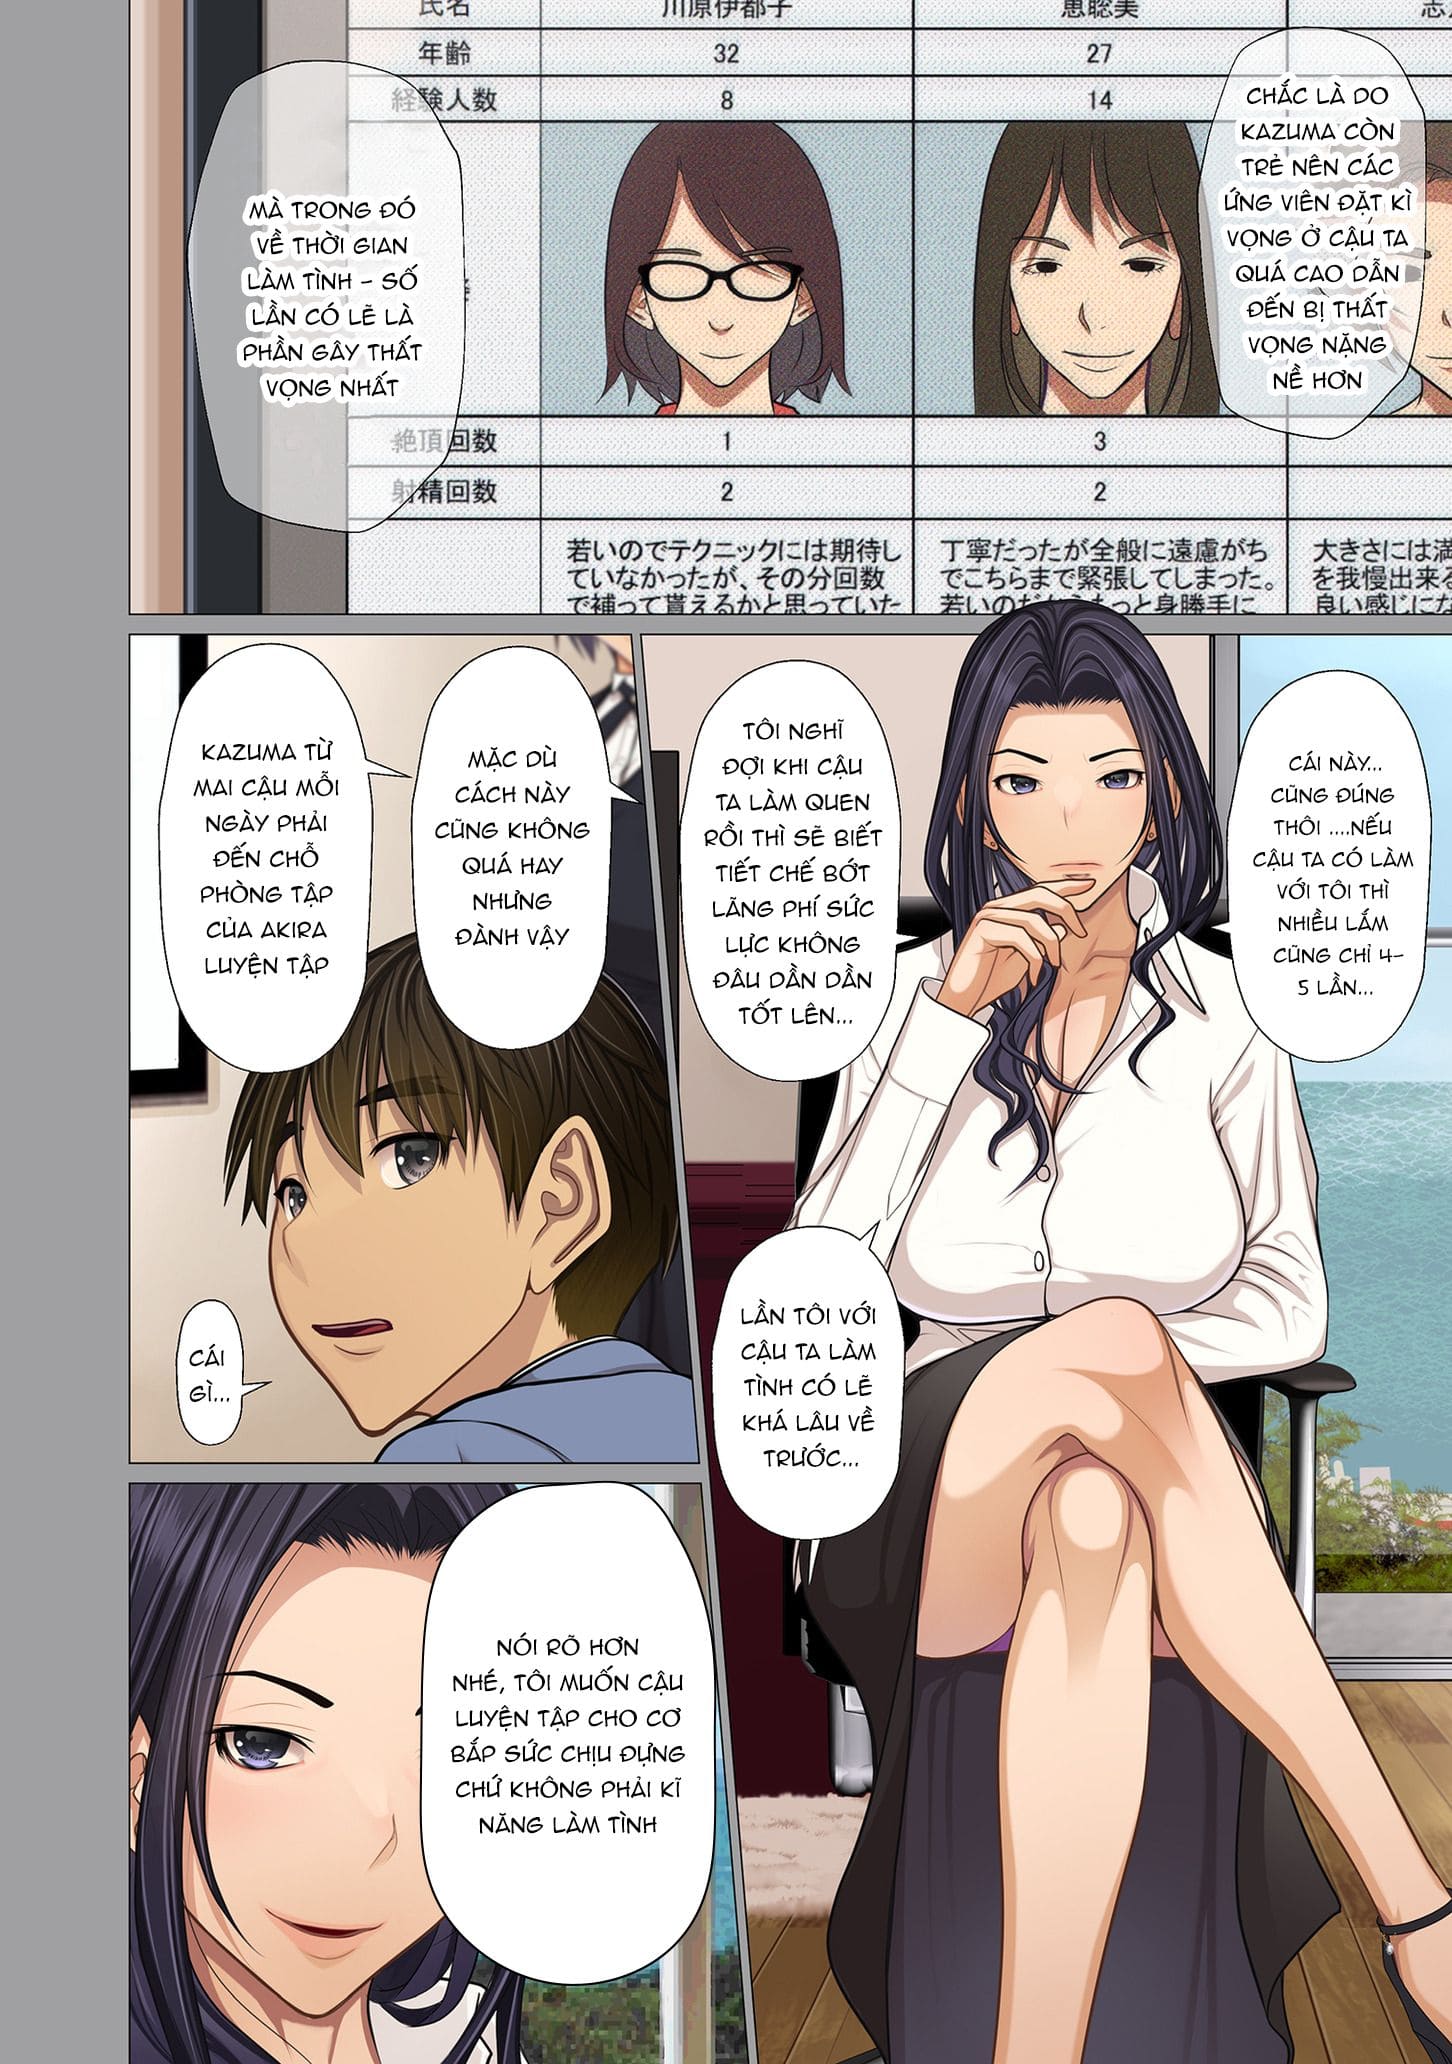 氏名 川原伊都子 恵聡美
年齢 32 27
経験人数 8 14
絶頂回数 1 3
射精回数 2 2
若いのでテクニックには期待し
ていなかったが、その分回数
で補って貰えるかと思っていた
丁寧だったが全般に遠慮がち
でこちらまで緊張してしまった。
若いのだからもっと身勝手に
大きさには満
を我慢出来る
良い感じにな
CHẮC LÀ DO
KAZUMA CÒN
TRẺ NÊN CÁC
ỨNG VIÊN ĐẶT KÌ
VỌNG Ở CẬU TA
QUÁ CAO DẪN
ĐẾN BỊ THẤT
VỌNG NẶNG
NỀ HƠN
MÀ TRONG ĐÓ
VỀ THỜI GIAN
LÀM TÌNH - SỐ
LẦN CÓ LẼ LÀ
PHẦN GÂY THẤT
VỌNG NHẤT
CÁI NÀY...
CŨNG ĐÚNG
THÔI ....NẾU
CẬU TA CÓ LÀM
VỚI TÔI THÌ
NHIỀU LẮM
CŨNG CHỈ 4-
5 LẦN...
TÔI NGHĨ
ĐỢI KHI CẬU
TA LÀM QUEN
RỒI THÌ SẼ BIẾT
TIẾT CHẾ BỚT
LÃNG PHÍ SỨC
LỰC KHÔNG
ĐÂU DẦN DẦN
TỐT LÊN...
LẦN TÔI VỚI
CẬU TA LÀM
TÌNH CÓ LẼ
KHÁ LÂU VỀ
TRƯỚC...
MẶC DÙ
CÁCH NÀY
CŨNG KHÔNG
QUÁ HAY
NHƯNG
ĐÀNH VẬY
KAZUMA TỪ
MAI CẬU MỖI
NGÀY PHẢI
ĐẾN CHỖ
PHÒNG TẬP
CỦA AKIRA
LUYỆN TẬP
CÁI
GÌ...
NÓI RÕ HƠN
NHÉ, TÔI MUỐN CẬU
LUYỆN TẬP CHO CƠ
BẮP SỨC CHỊU ĐỰNG
CHỨ KHÔNG PHẢI KĨ
NĂNG LÀM TÌNH